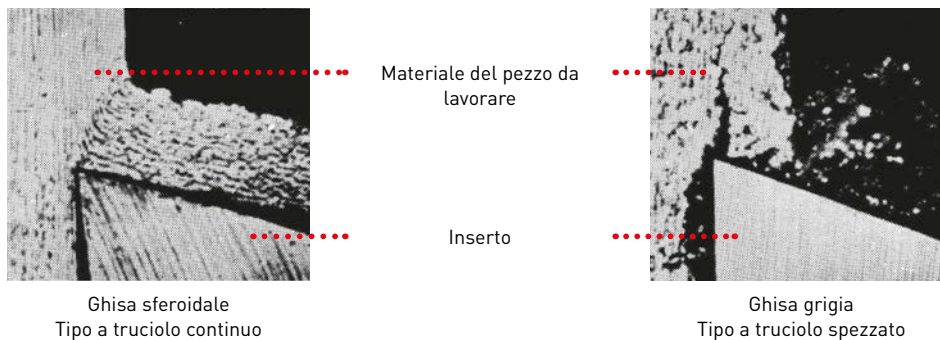 Materiale del pezzo da
lavorare
Inserto
Ghisa sferoidale
Tipo a truciolo continuo
Ghisa grigia
Tipo a truciolo spezzato